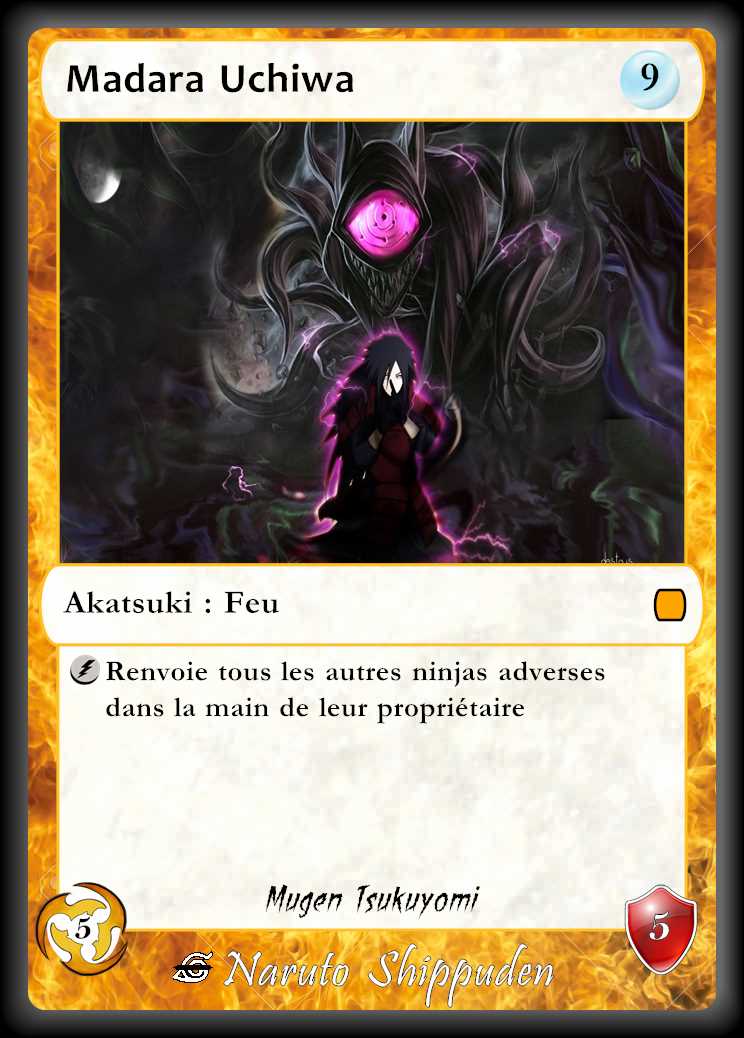 Madara Uchiwa
9
Akatsuki : Feu
Renvoie tous les autres ninjas adverses
dans la main de leur propriétaire
Mugen Tsukuyomi
5
5
Naruto Shippuden